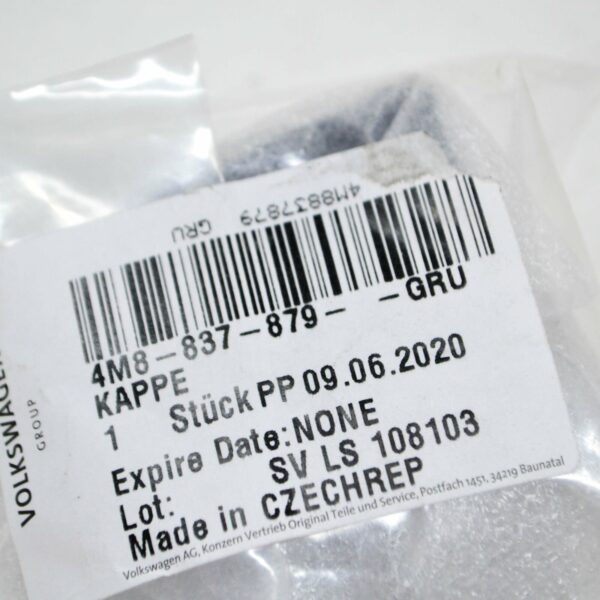 4M8837879 GRU
4M8-837-879- -GRU
KAPPE
1 Stück PP 09.06.2020
Expire Date: NONE
Lot: SV LS 108103
Made in CZECHREP
Volkswagen AG, Konzern Vertrieb Original Teile und Service, Postfach 1451, 34219 Baunatal
VOLKSWAGEN
GROUP